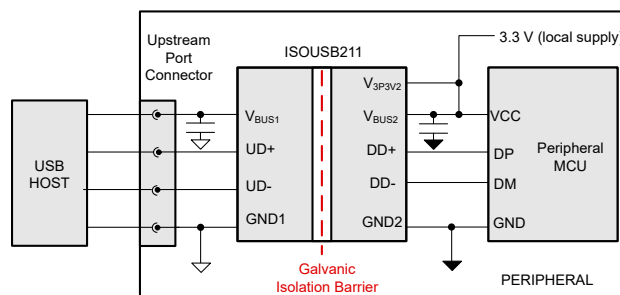 Upstream
Port
Connector
ISOUSB211
3.3 V (local supply)
USB
HOST
VBUS1
UD+
UD-
GND1
V3P3V2
VBUS2
DD+
DD-
GND2
VCC
DP
DM
GND
Peripheral
MCU
Galvanic
Isolation Barrier
PERIPHERAL